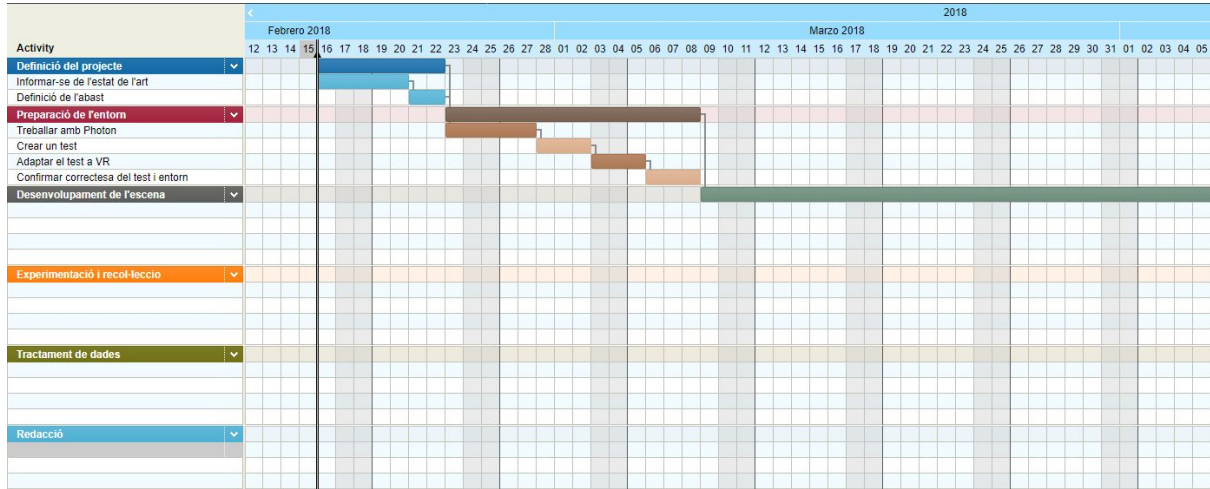 2018
Febrero 2018 Marzo 2018
Activity 12 13 14 15 16 17 18 19 20 21 22 23 24 25 26 27 28 01 02 03 04 05 06 07 08 09 10 11 12 13 14 15 16 17 18 19 20 21 22 23 24 25 26 27 28 29 30 31 01 02 03 04 05
Definició del projecte
Informar-se de l'estat de l'art
Definició de l'abast
Preparació de l'entorn
Treballar amb Photon
Crear un test
Adaptar el test a VR
Confirmar correctesa del test i entorn
Desenvolupament de l'escena
Experimentació i recol·leccio
Tractament de dades
Redacció